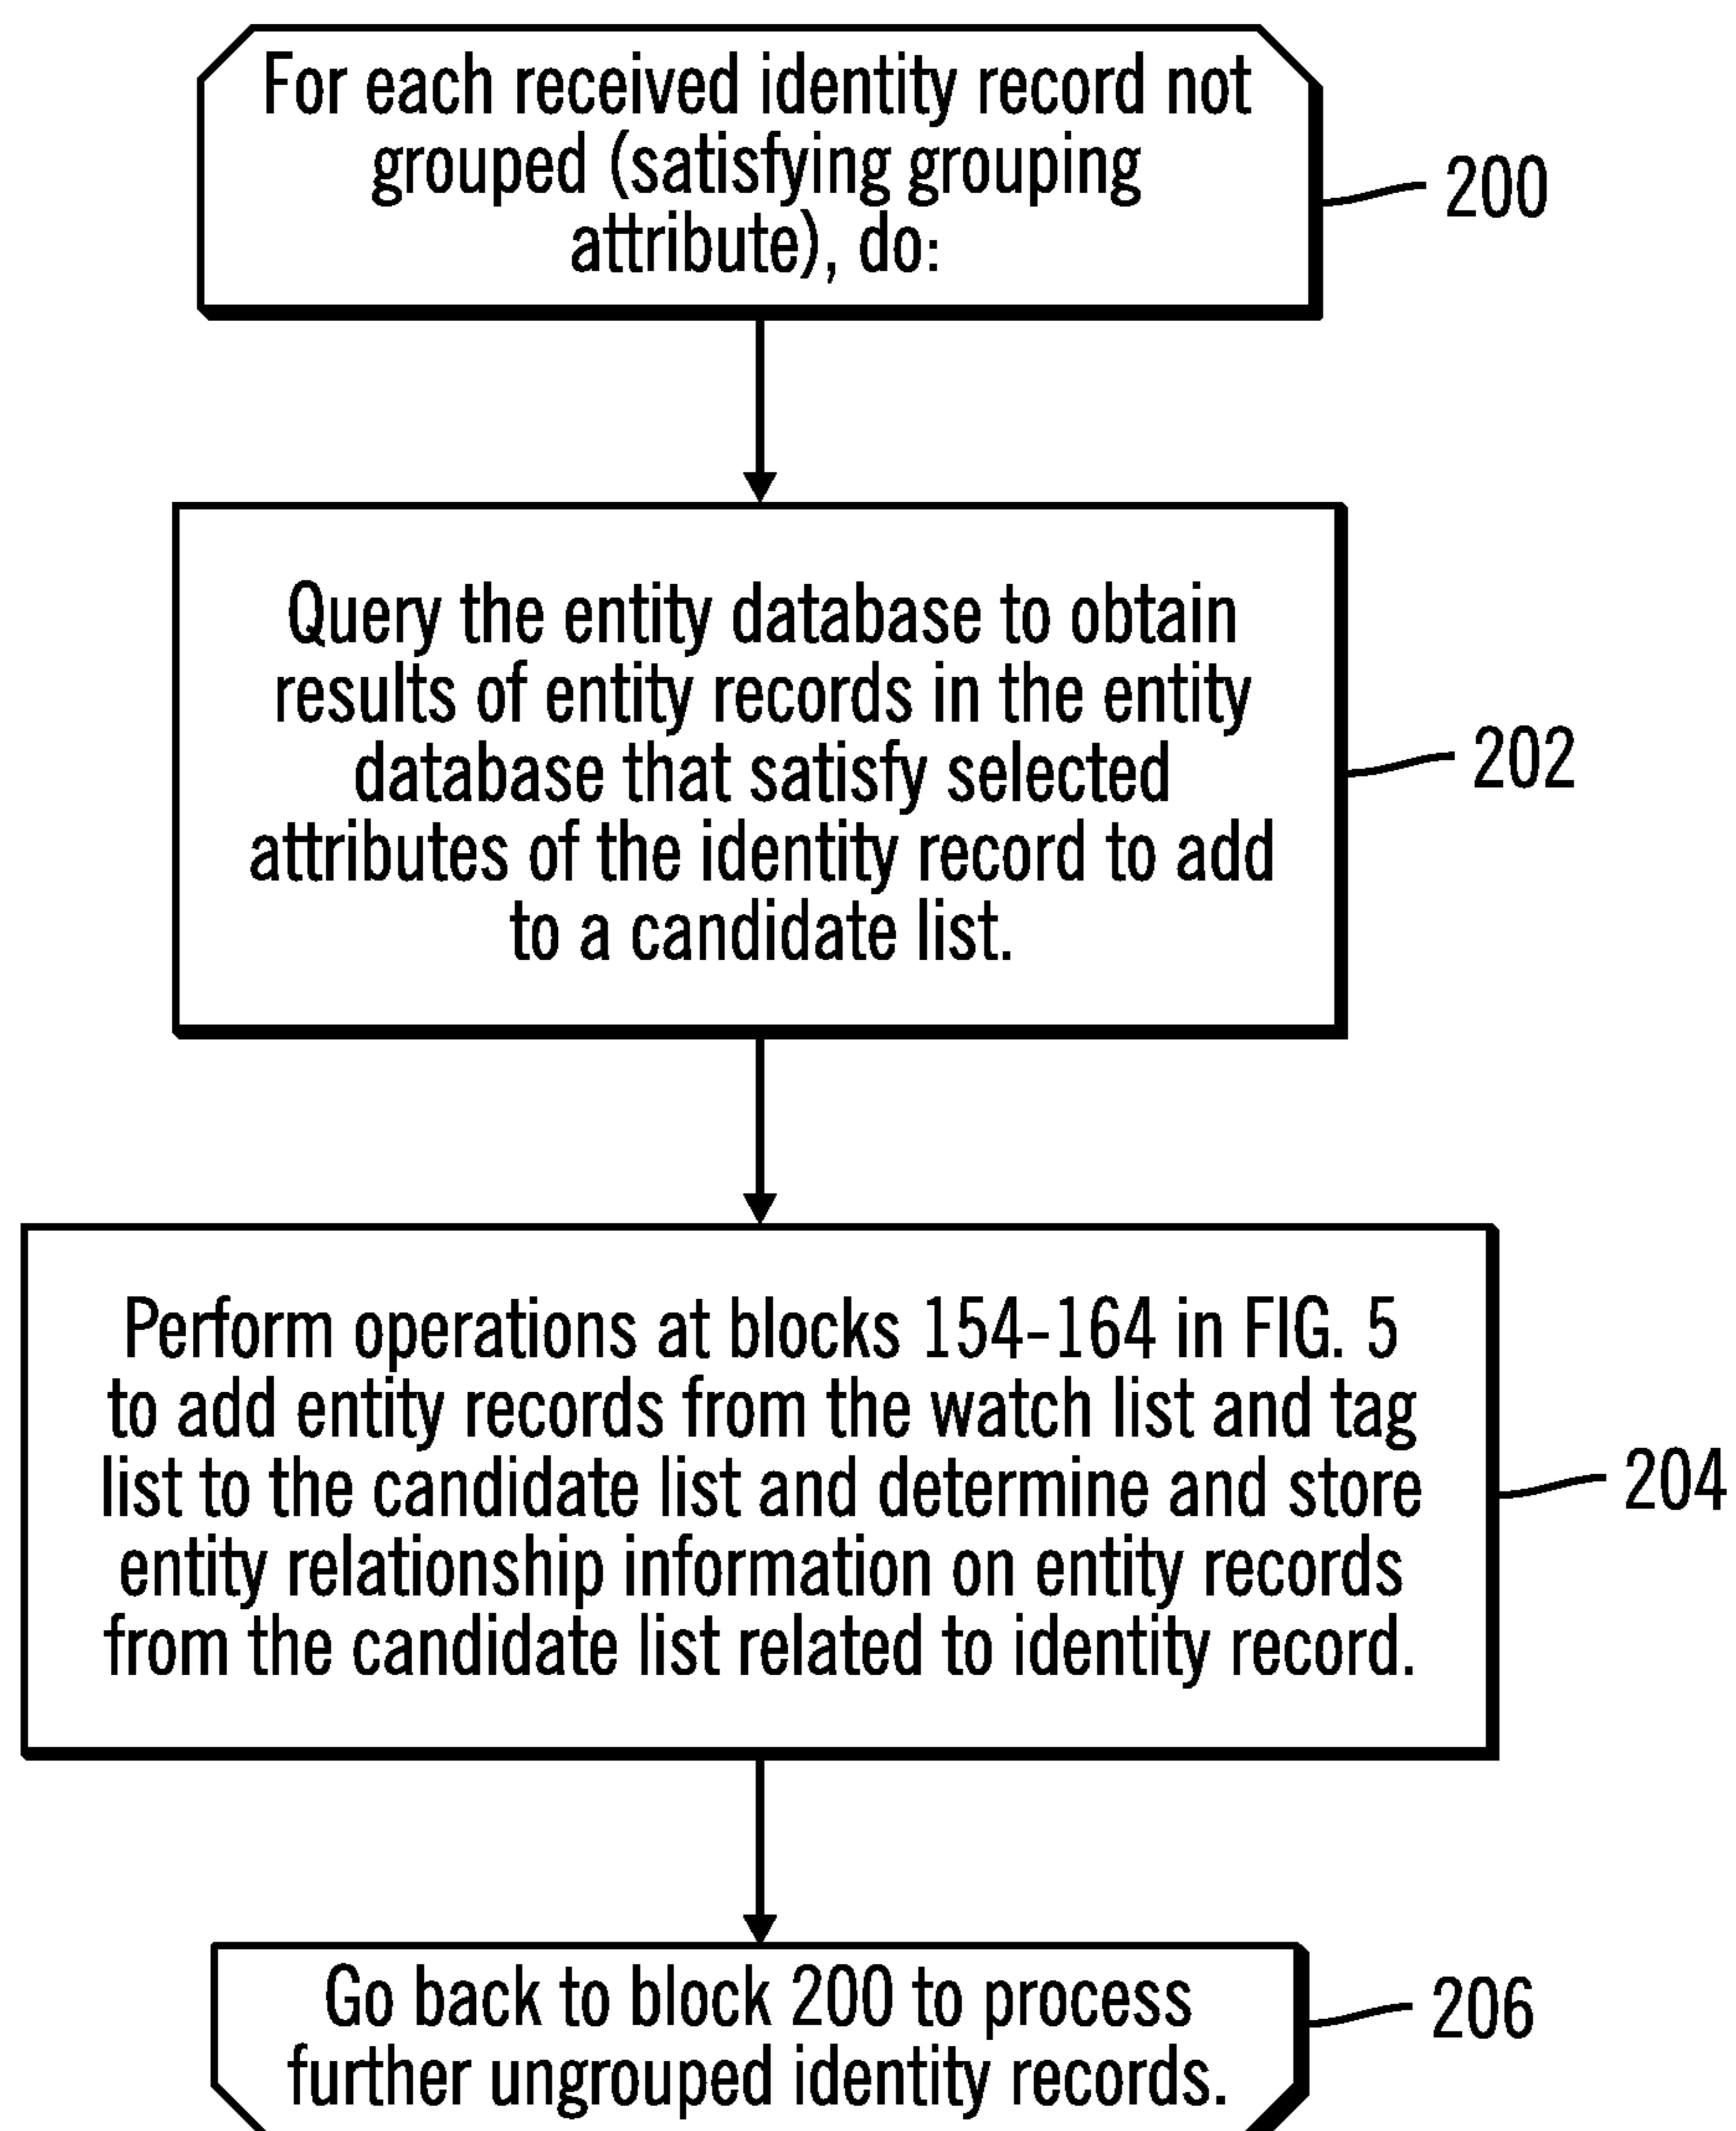 For each received identity record not
grouped (satisfying grouping
attribute), do:
200
Query the entity database to obtain
results of entity records in the entity
database that satisfy selected
attributes of the identity record to add
to a candidate list.
202
Perform operations at blocks 154-164 in FIG. 5
to add entity records from the watch list and tag
list to the candidate list and determine and store
entity relationship information on entity records
from the candidate list related to identity record.
204
Go back to block 200 to process
further ungrouped identity records.
206